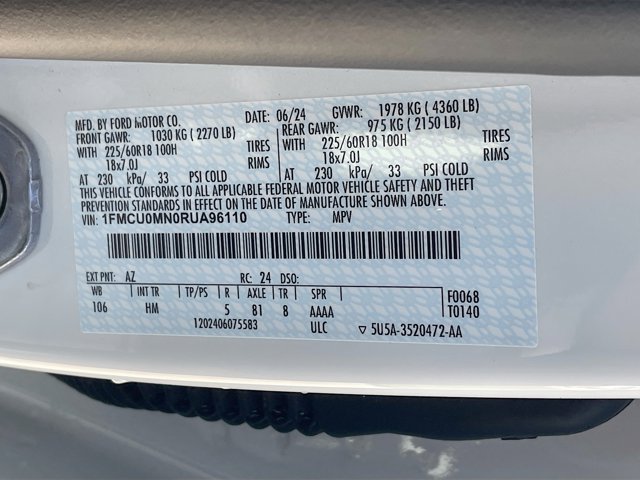 MFD. BY FORD MOTOR CO. DATE: 06/24 GVWR: 1978 KG ( 4360 LB)
FRONT GAWR: 1030 KG ( 2270 LB) REAR GAWR: 975 KG ( 2150 LB)
WITH 225/60R18 100H TIRES WITH 225/60R18 100H TIRES
18x7.0J RIMS 18x7.0J RIMS
AT 230 kPa/ 33 PSI COLD AT 230 kPa/ 33 PSI COLD
THIS VEHICLE CONFORMS TO ALL APPLICABLE FEDERAL MOTOR VEHICLE SAFETY AND THEFT
PREVENTION STANDARDS IN EFFECT ON THE DATE OF MANUFACTURE SHOWN ABOVE.
VIN: 1FMCU0MN0RUA96110 TYPE: MPV
EXT PNT: AZ RC: 24 DSO:
WB INT TR TP/PS R AXLE TR SPR F0068
106 HM 5 81 8 AAAA T0140
1202406075583 ULC ▽ 5U5A-3520472-AA